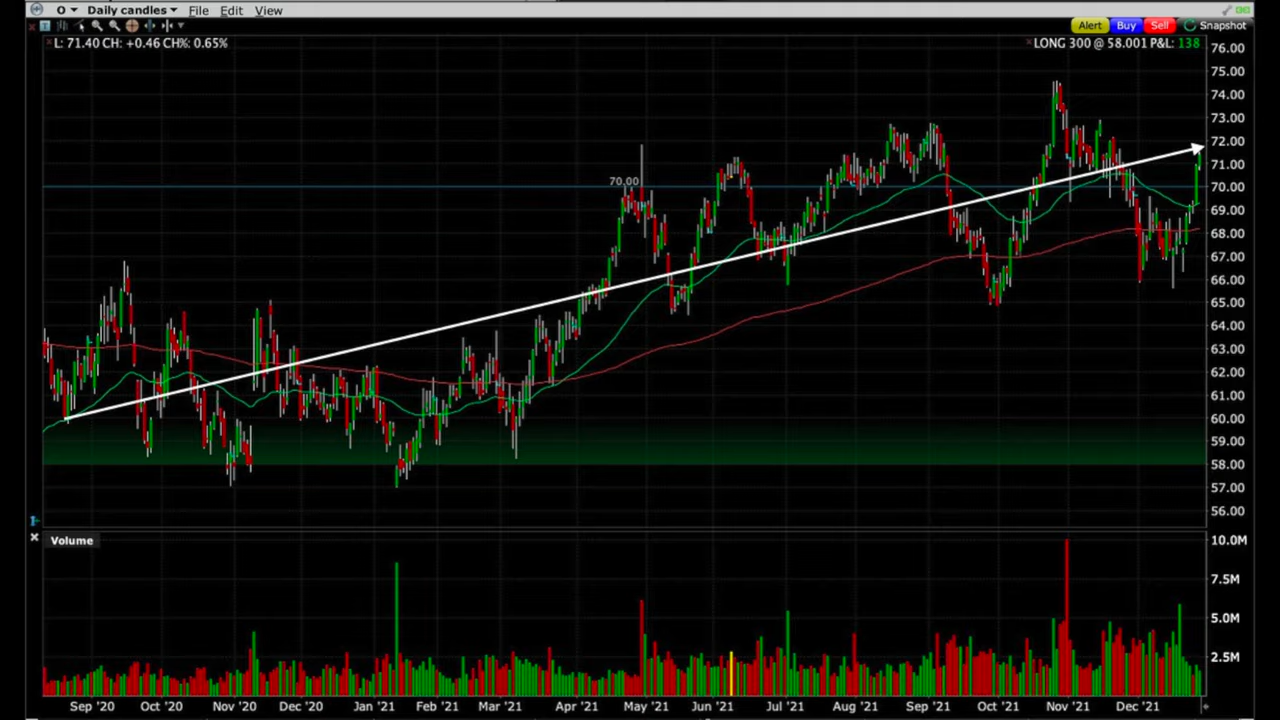 O Daily candles File Edit View
Alert Buy Sell Snapshot
L: 71.40 CH: +0.46 CH%: 0.65%
LONG 300 @ 58.001 P&L: 138
76.00
75.00
74.00
73.00
72.00
71.00
70.00
70.00
69.00
68.00
67.00
66.00
65.00
64.00
63.00
62.00
61.00
60.00
59.00
58.00
57.00
56.00
Volume
10.0M
7.5M
5.0M
2.5M
Sep '20 Oct '20 Nov '20 Dec '20 Jan '21 Feb '21 Mar '21 Apr '21 May '21 Jun '21 Jul '21 Aug '21 Sep '21 Oct '21 Nov '21 Dec '21